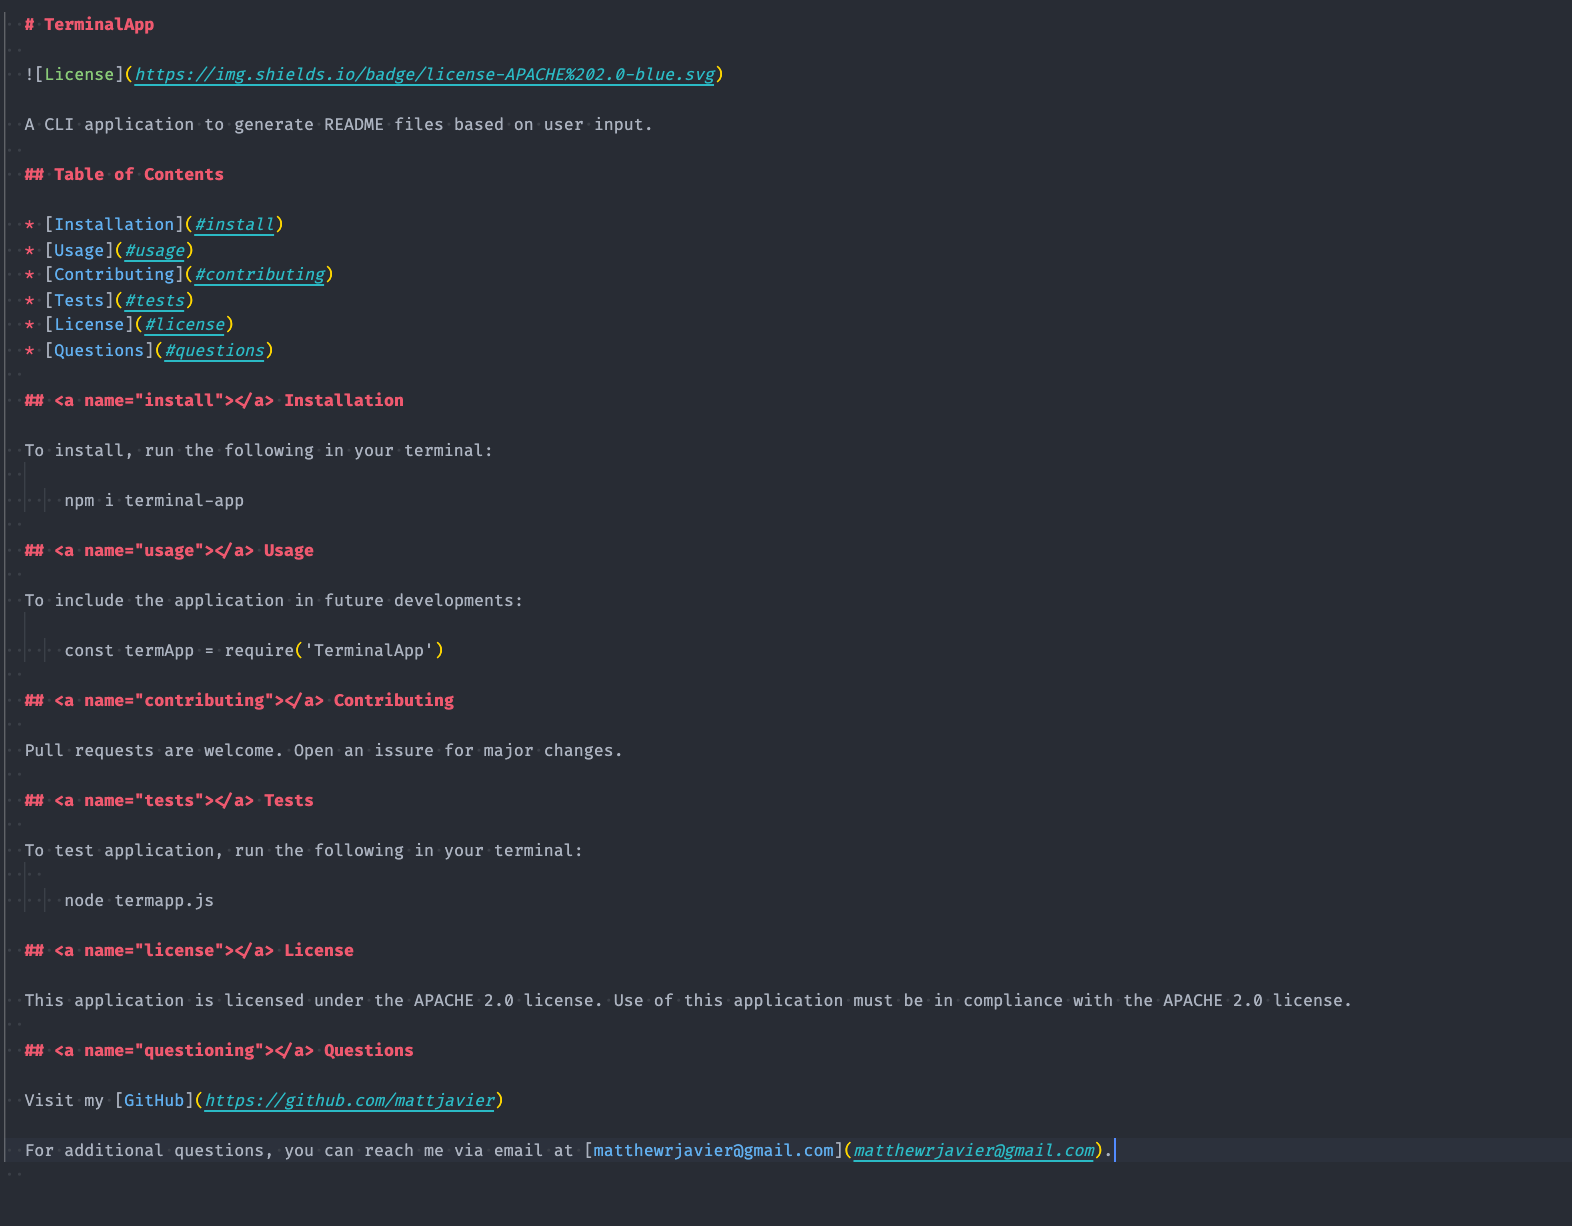 # TerminalApp
![License](https://img.shields.io/badge/license-APACHE%202.0-blue.svg)
A CLI application to generate README files based on user input.
## Table of Contents
* [Installation](#install)
* [Usage](#usage)
* [Contributing](#contributing)
* [Tests](#tests)
* [License](#license)
* [Questions](#questions)
## <a name="install"></a> Installation
To install, run the following in your terminal:
npm i terminal-app
## <a name="usage"></a> Usage
To include the application in future developments:
const termApp = require('TerminalApp')
## <a name="contributing"></a> Contributing
Pull requests are welcome. Open an issure for major changes.
## <a name="tests"></a> Tests
To test application, run the following in your terminal:
node termapp.js
## <a name="license"></a> License
This application is licensed under the APACHE 2.0 license. Use of this application must be in compliance with the APACHE 2.0 license.
## <a name="questioning"></a> Questions
Visit my [GitHub](https://github.com/mattjavier)
For additional questions, you can reach me via email at [matthewrjavier@gmail.com](matthewrjavier@gmail.com).